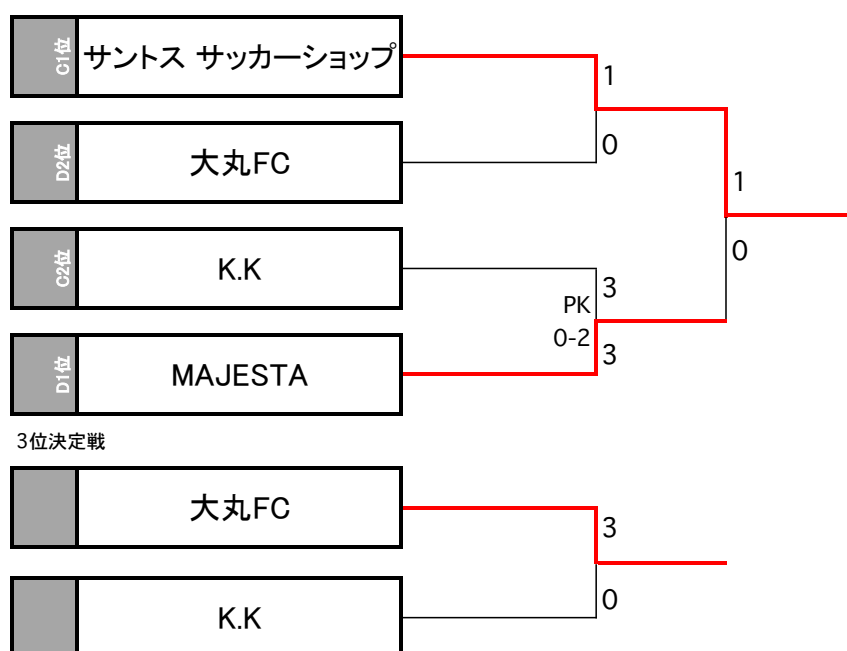 C1位
サントス サッカーショップ
1
D2位
大丸FC
0
1
0
C2位
K.K
3
PK
0-2
D1位
MAJESTA
3
3位決定戦
大丸FC
3
K.K
0